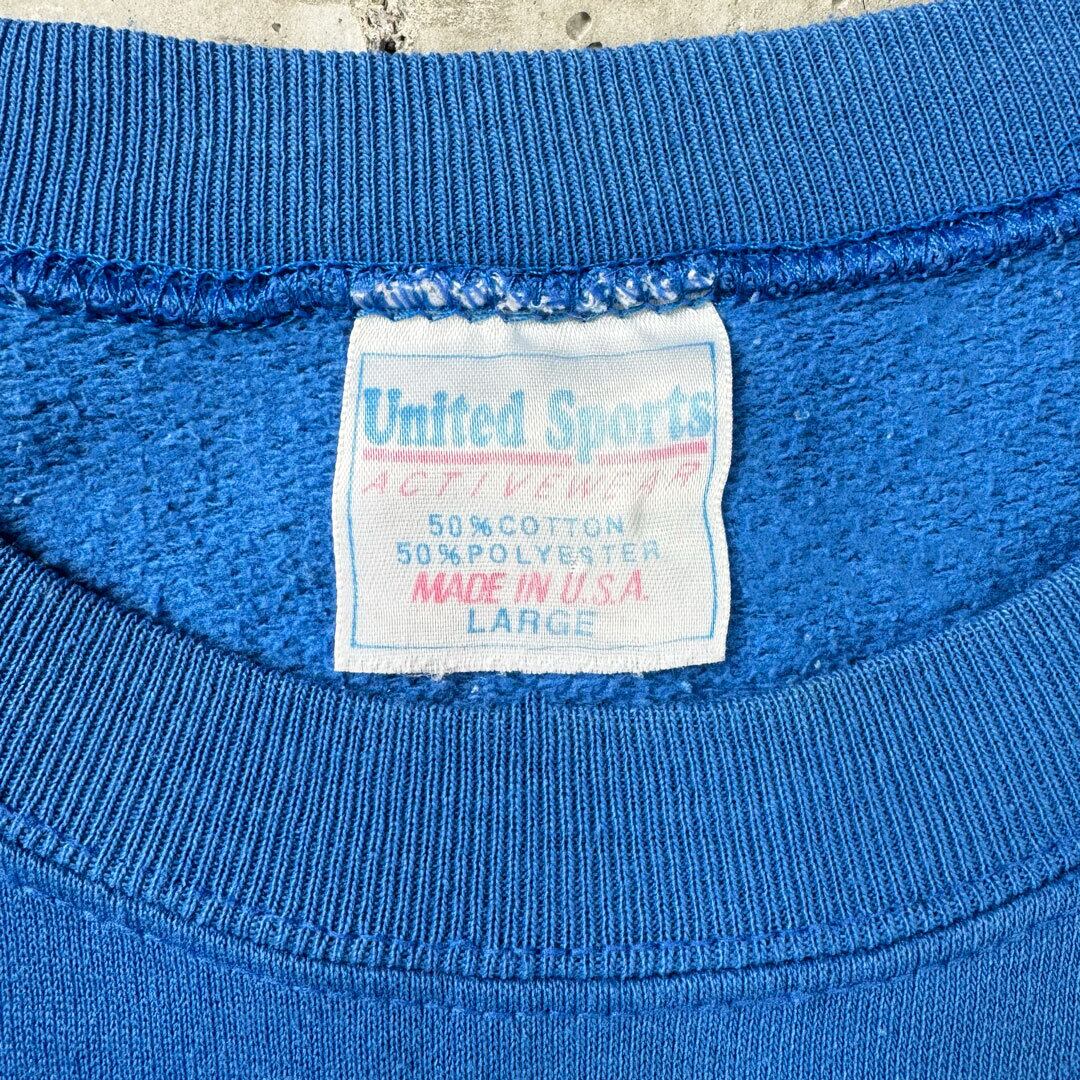 United Sports
ACTIVEWEAR
50% COTTON
50% POLYESTER
MADE IN U.S.A.
LARGE